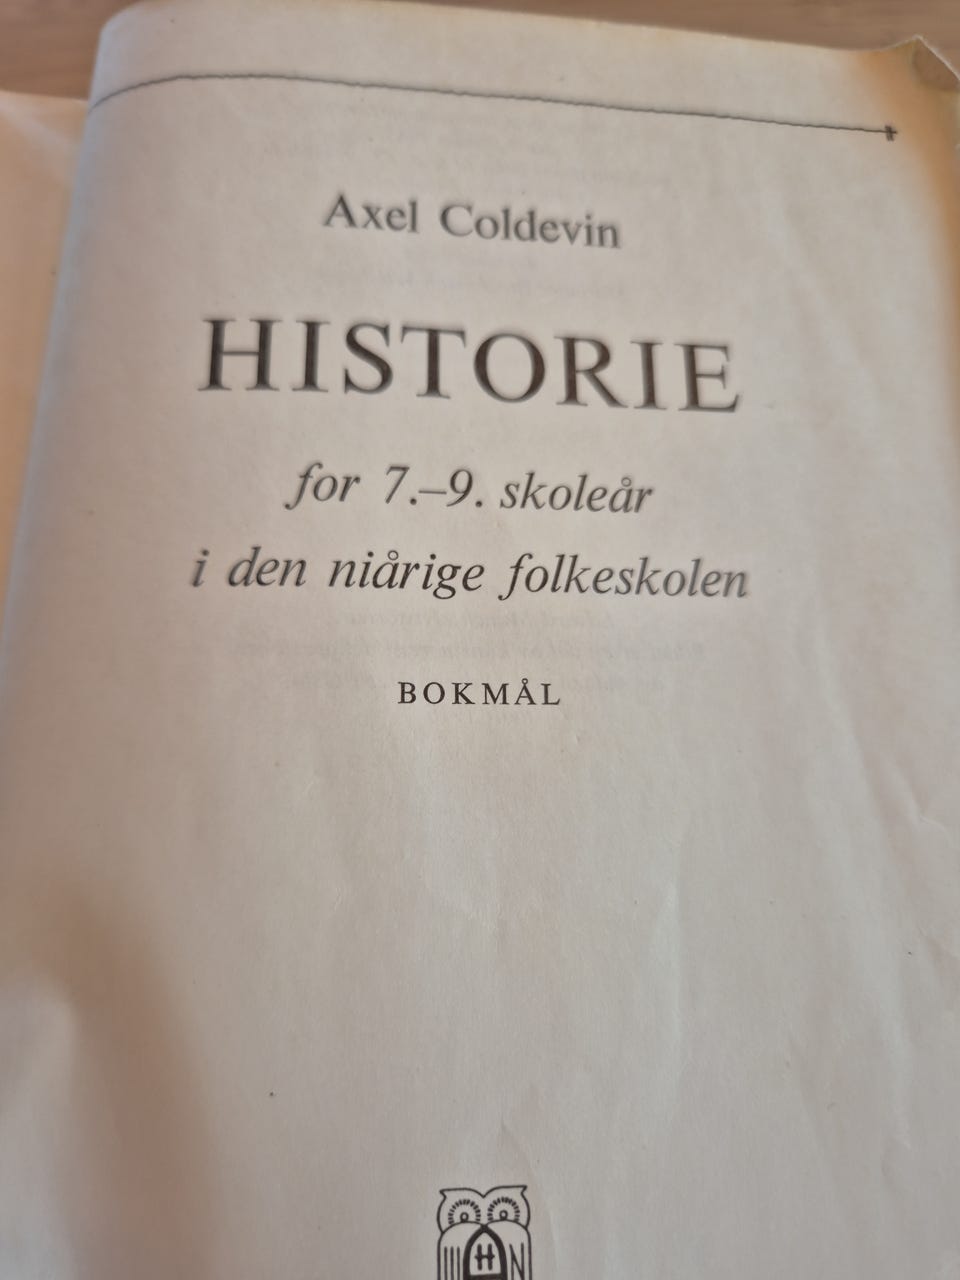 Axel Coldevin
HISTORIE
for 7.–9. skoleår
i den niårige folkeskolen
BOKMÅL
H N